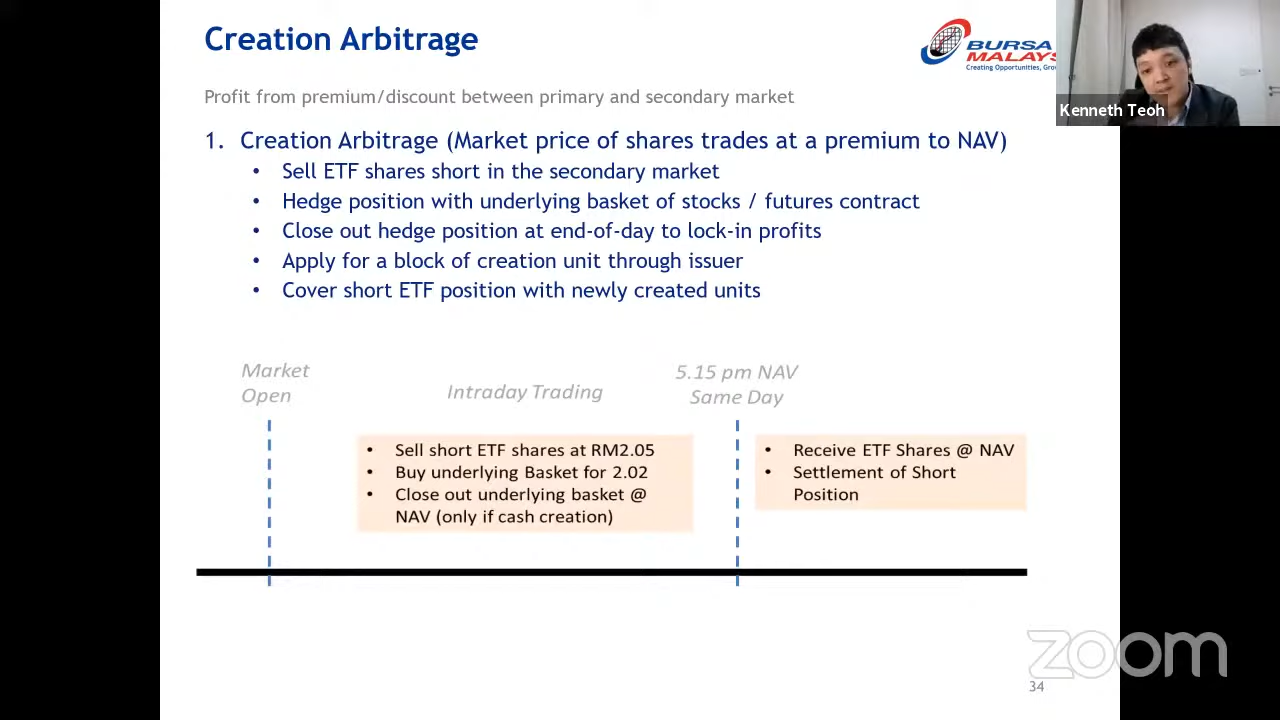 Creation Arbitrage
BURSA
MALAYS
Creating Opportunities, Gro
Kenneth Teoh
Profit from premium/discount between primary and secondary market
1. Creation Arbitrage (Market price of shares trades at a premium to NAV)
• Sell ETF shares short in the secondary market
• Hedge position with underlying basket of stocks / futures contract
• Close out hedge position at end-of-day to lock-in profits
• Apply for a block of creation unit through issuer
• Cover short ETF position with newly created units
Market
Open
Intraday Trading
5.15 pm NAV
Same Day
• Sell short ETF shares at RM2.05
• Buy underlying Basket for 2.02
• Close out underlying basket @
NAV (only if cash creation)
• Receive ETF Shares @ NAV
• Settlement of Short
Position
zoom
34